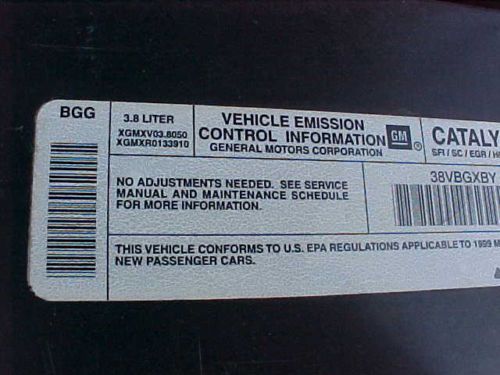 BGG
3.8 LITER
XGMXV03.8050
XGMXR0133910
VEHICLE EMISSION
CONTROL INFORMATION
GENERAL MOTORS CORPORATION
GM ®
CATALY
SFI / SC / EGR / H
NO ADJUSTMENTS NEEDED. SEE SERVICE
MANUAL AND MAINTENANCE SCHEDULE
FOR MORE INFORMATION.
38VBGXBY
THIS VEHICLE CONFORMS TO U.S. EPA REGULATIONS APPLICABLE TO 1999 M
NEW PASSENGER CARS.